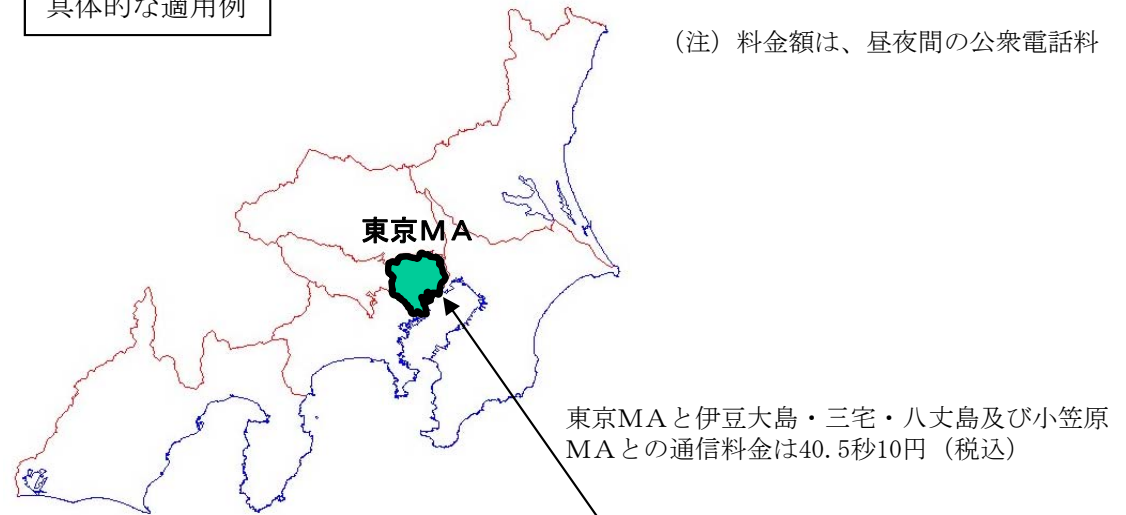 具体的な適用例
（注）料金額は、昼夜間の公衆電話料
東京ＭＡ
東京ＭＡと伊豆大島・三宅・八丈島及び小笠原
ＭＡとの通信料金は40.5秒10円（税込）